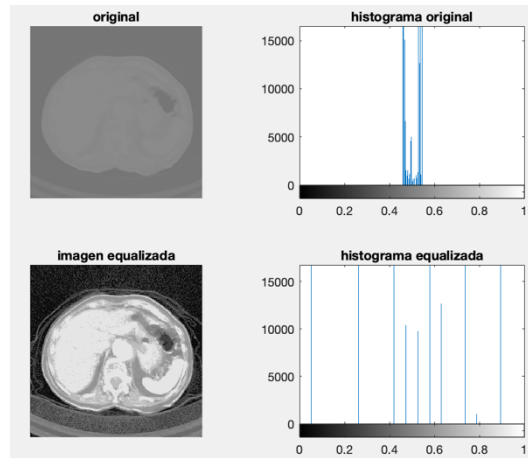 original
histograma original
15000
10000
5000
0
0 0.2 0.4 0.6 0.8 1
imagen equalizada
histograma equalizada
15000
10000
5000
0
0 0.2 0.4 0.6 0.8 1